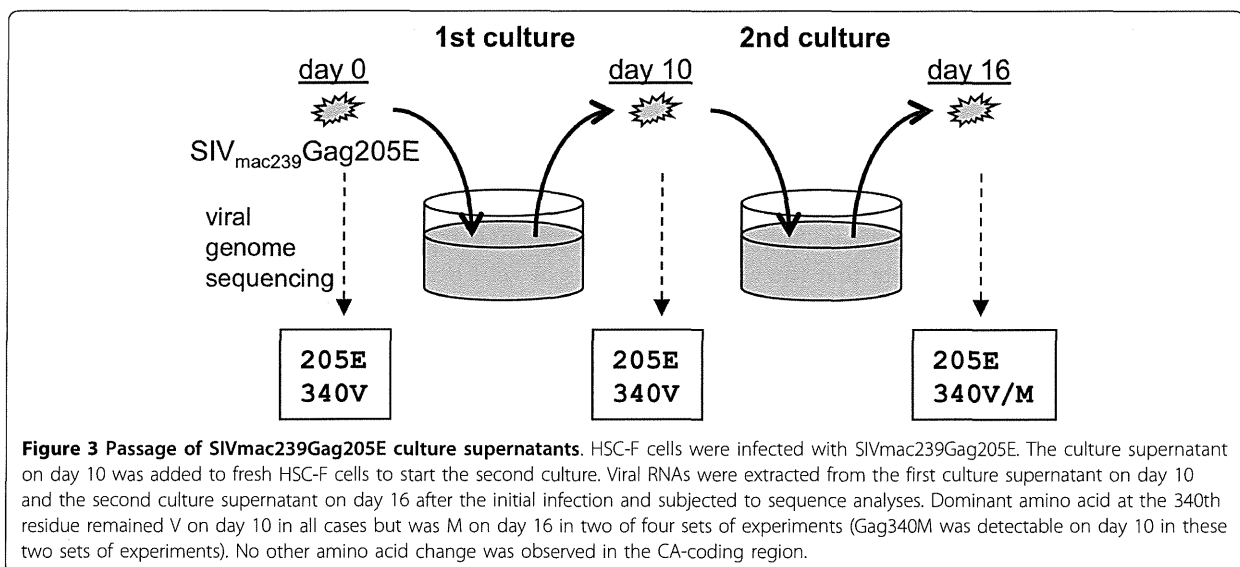 1st culture
2nd culture
day 0
day 10
day 16
SIVmac239Gag205E
viral
genome
sequencing
205E
340V
205E
340V
205E
340V/M
Figure 3 Passage of SIVmac239Gag205E culture supernatants. HSC-F cells were infected with SIVmac239Gag205E. The culture supernatant
on day 10 was added to fresh HSC-F cells to start the second culture. Viral RNAs were extracted from the first culture supernatant on day 10
and the second culture supernatant on day 16 after the initial infection and subjected to sequence analyses. Dominant amino acid at the 340th
residue remained V on day 10 in all cases but was M on day 16 in two of four sets of experiments (Gag340M was detectable on day 10 in these
two sets of experiments). No other amino acid change was observed in the CA-coding region.